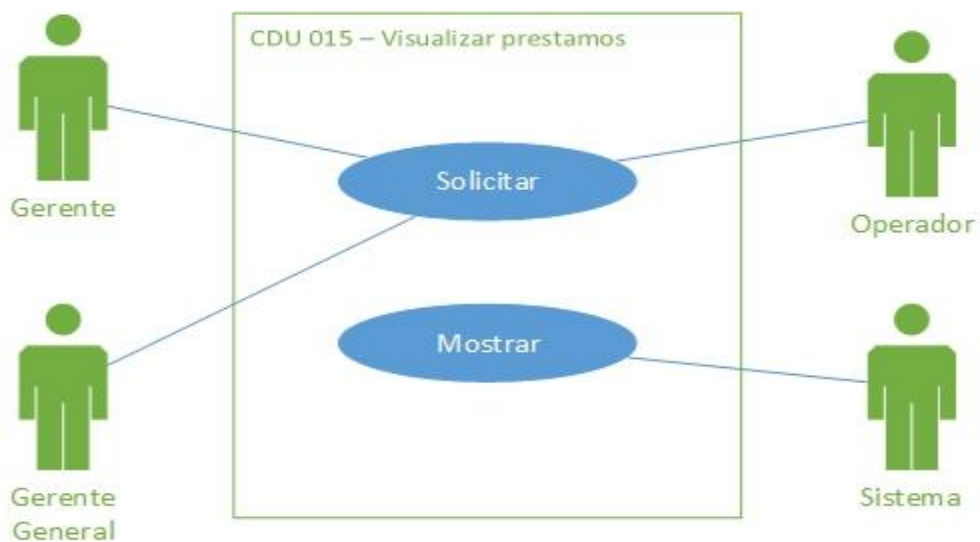 CDU 015 – Visualizar prestamos
Solicitar
Gerente
Operador
Mostrar
Gerente
General
Sistema